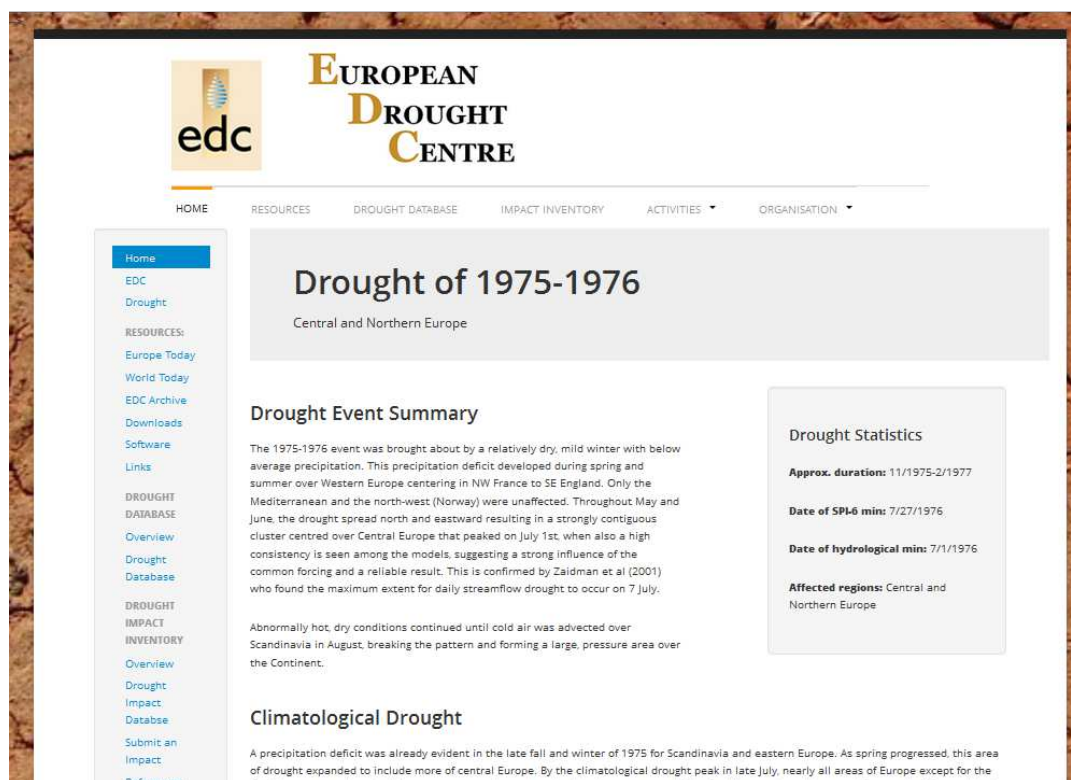 edc
EUROPEAN
DROUGHT
CENTRE
HOME RESOURCES DROUGHT DATABASE IMPACT INVENTORY ACTIVITIES ORGANISATION
Home
EDC
Drought
RESOURCES:
Europe Today
World Today
EDC Archive
Downloads
Software
Links
DROUGHT
DATABASE
Overview
Drought
Database
DROUGHT
IMPACT
INVENTORY
Overview
Drought
Impact
Databse
Submit an
Impact
Drought of 1975-1976
Central and Northern Europe
Drought Event Summary
The 1975-1976 event was brought about by a relatively dry, mild winter with below
average precipitation. This precipitation deficit developed during spring and
summer over Western Europe centering in NW France to SE England. Only the
Mediterranean and the north-west (Norway) were unaffected. Throughout May and
June, the drought spread north and eastward resulting in a strongly contiguous
cluster centred over Central Europe that peaked on July 1st, when also a high
consistency is seen among the models, suggesting a strong influence of the
common forcing and a reliable result. This is confirmed by Zaidman et al (2001)
who found the maximum extent for daily streamflow drought to occur on 7 July.
Abnormally hot, dry conditions continued until cold air was advected over
Scandinavia in August, breaking the pattern and forming a large, pressure area over
the Continent.
Drought Statistics
Approx. duration: 11/1975-2/1977
Date of SPI-6 min: 7/27/1976
Date of hydrological min: 7/1/1976
Affected regions: Central and
Northern Europe
Climatological Drought
A precipitation deficit was already evident in the late fall and winter of 1975 for Scandinavia and eastern Europe. As spring progressed, this area
of drought expanded to include more of central Europe. By the climatological drought peak in late July, nearly all areas of Europe except for the